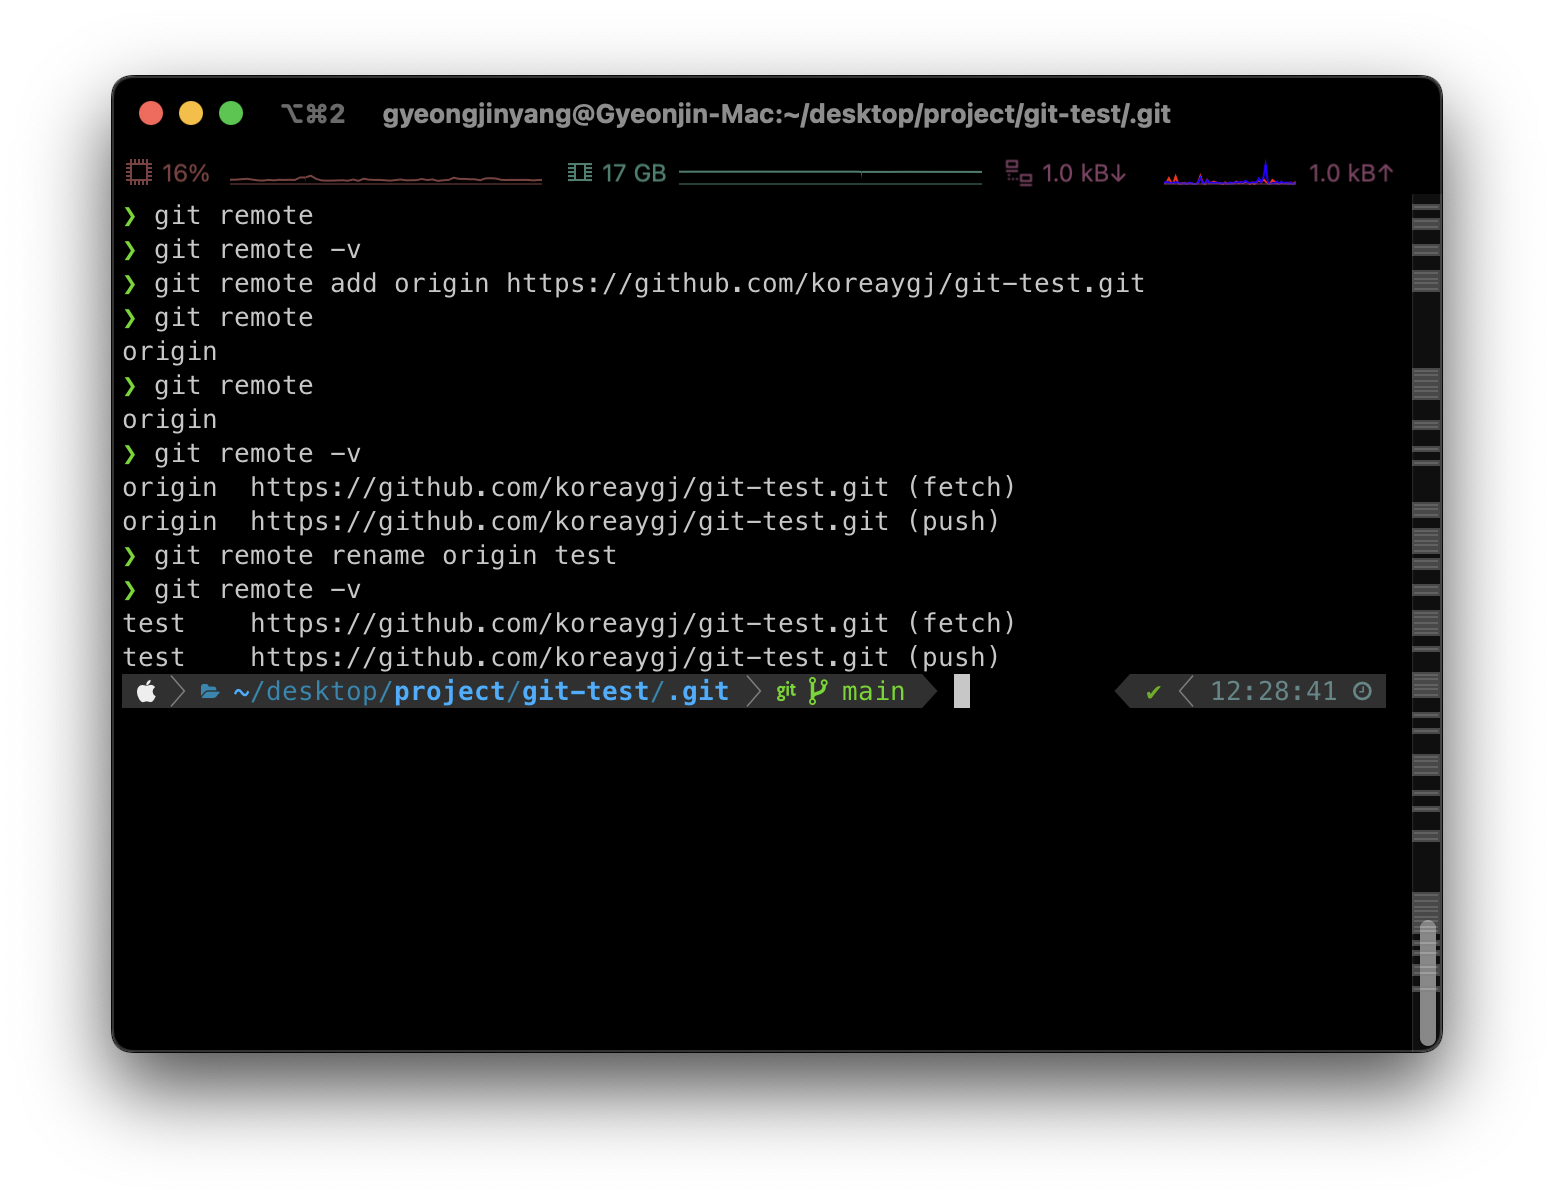 ⌥⌘2 gyeongjinyang@Gyeonjin-Mac:~/desktop/project/git-test/.git
16% 17 GB 1.0 kB↓ 1.0 kB↑
❯ git remote
❯ git remote -v
❯ git remote add origin https://github.com/koreaygj/git-test.git
❯ git remote
origin
❯ git remote
origin
❯ git remote -v
origin  https://github.com/koreaygj/git-test.git (fetch)
origin  https://github.com/koreaygj/git-test.git (push)
❯ git remote rename origin test
❯ git remote -v
test    https://github.com/koreaygj/git-test.git (fetch)
test    https://github.com/koreaygj/git-test.git (push)
~/desktop/project/git-test/.git git main ✔ 12:28:41